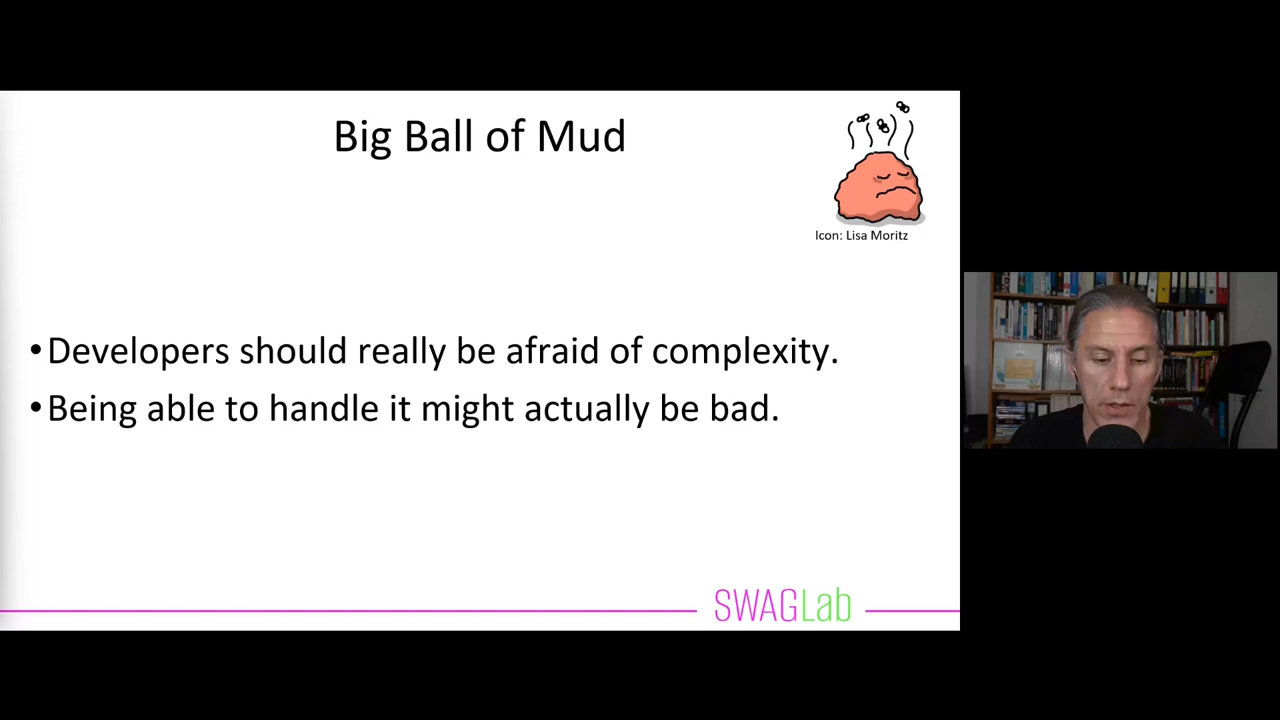 Big Ball of Mud
Icon: Lisa Moritz
•Developers should really be afraid of complexity.
•Being able to handle it might actually be bad.
SWAGLab